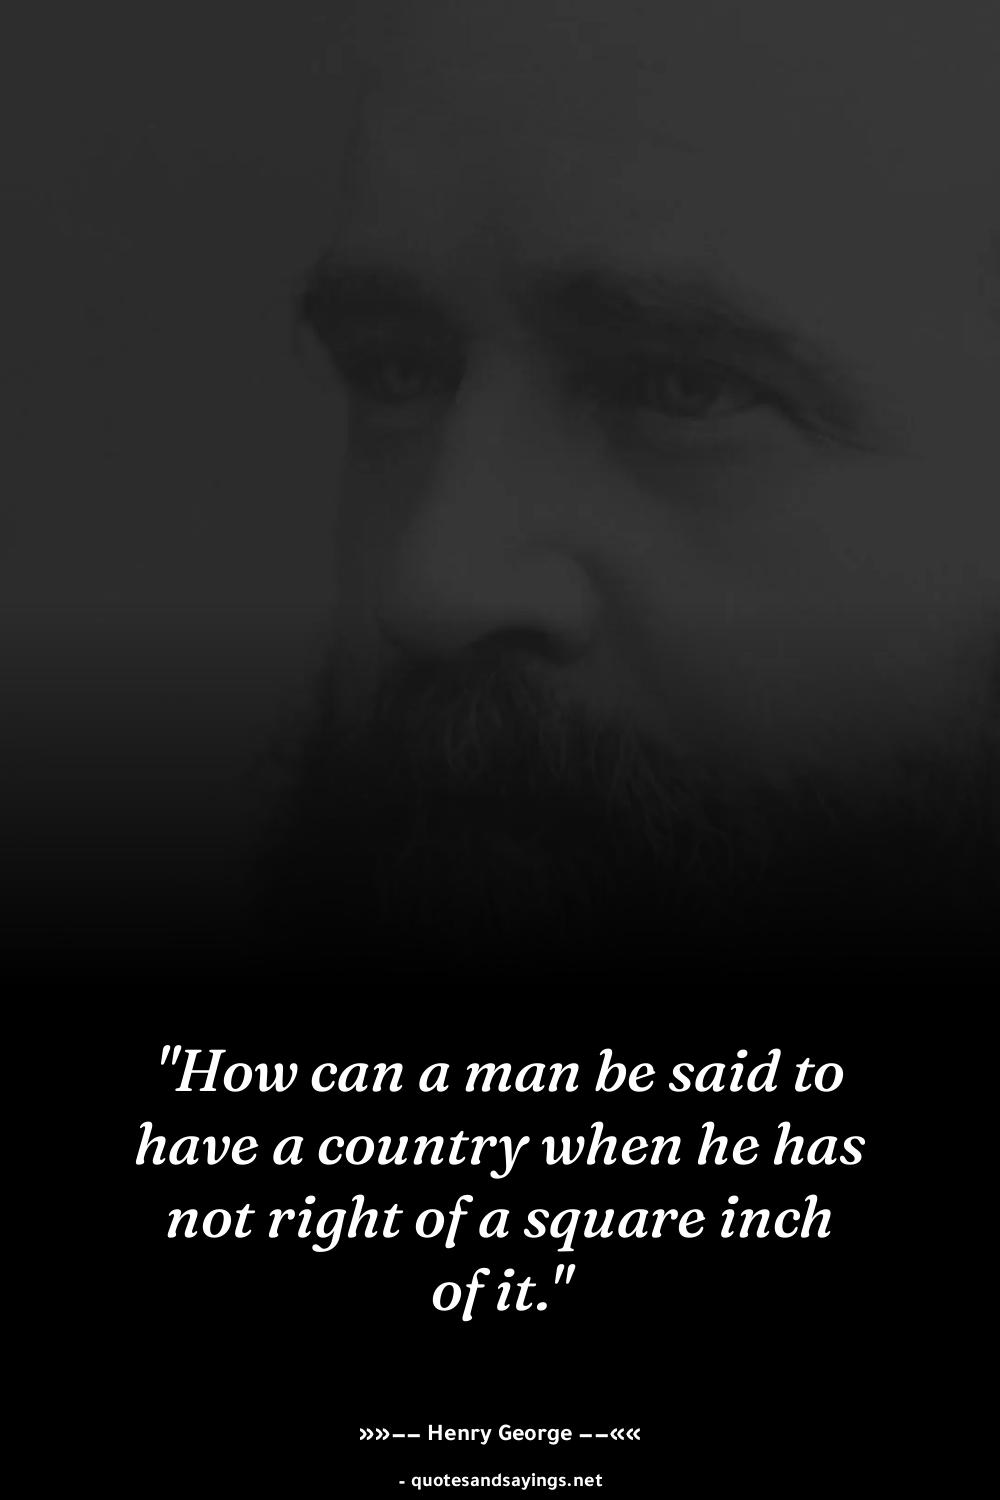 "How can a man be said to
have a country when he has
not right of a square inch
of it."
»»−− Henry George −−««
- quotesandsayings.net